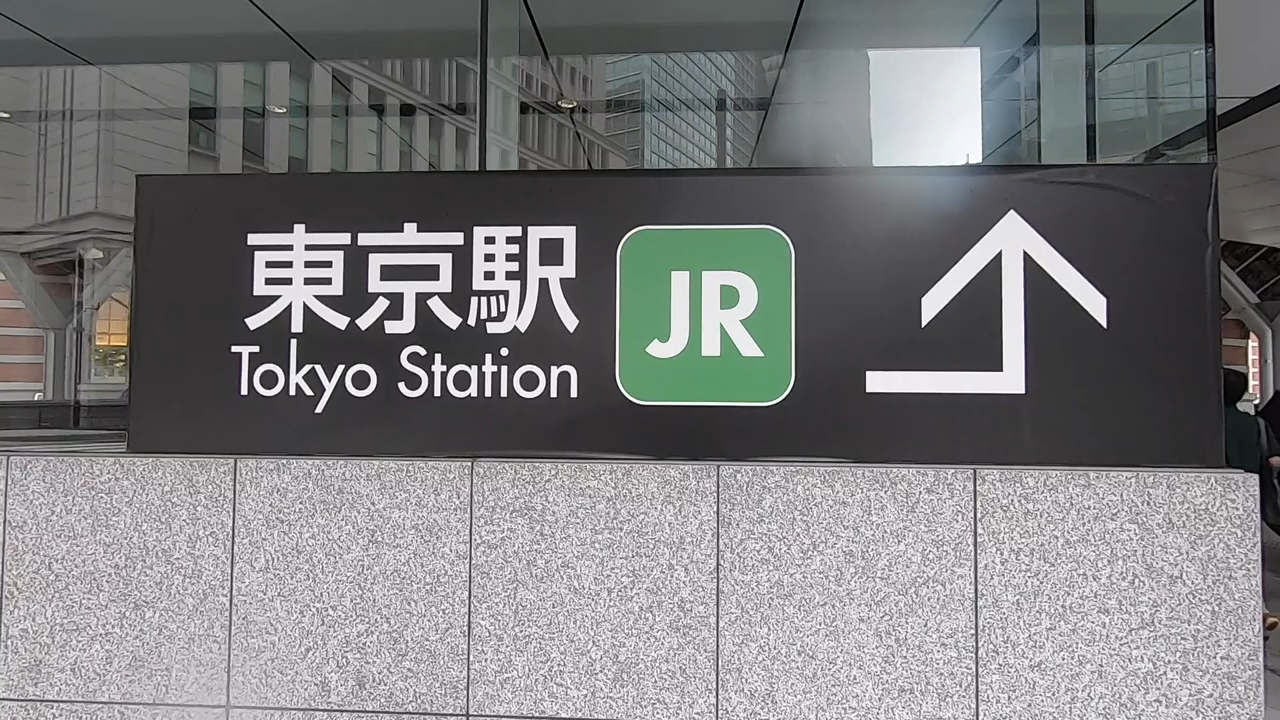 東京駅
Tokyo Station
JR